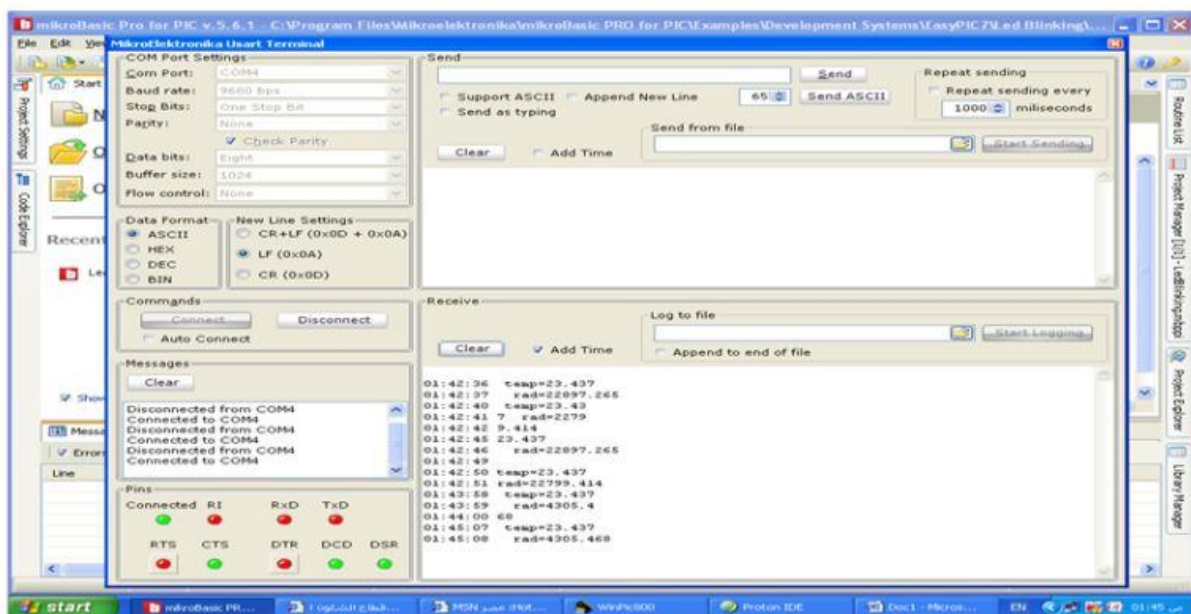 mikroBasic Pro for PIC v.5.6.1 - C:\Program Files\Mikroelektronika\mikroBasic PRO for PIC\Examples\Development Systems\EasyPIC7\Led Blinking\...
File Edit
MikroElektronika Usart Terminal
Start
Project Settings
Code Explorer
Recent
Line
COM Port Settings
Com Port: COM4
Baud rate: 9600 bps
Stop Bits: One Stop Bit
Parity: None
Check Parity
Data bits: Eight
Buffer size: 1024
Flow control: None
Data Format
ASCII
HEX
DEC
BIN
New Line Settings
CR+LF (0x0D + 0x0A)
LF (0x0A)
CR (0x0D)
Commands
Connect Disconnect
Auto Connect
Messages
Clear
Disconnected from COM4
Connected to COM4
Disconnected from COM4
Connected to COM4
Disconnected from COM4
Connected to COM4
Pins
Connected RI RxD TxD
RTS CTS DTR DCD DSR
Send
Send
Support ASCII Append New Line 65 Send ASCII
Send as typing
Repeat sending
Repeat sending every
1000 miliseconds
Send from file
Clear Add Time Start Sending
Receive
Log to file
Clear Add Time Start Logging
Append to end of file
01:42:36 temp=23.437
01:42:37 rad=22897.265
01:42:40 temp=23.43
01:42:41 7 rad=2279
01:42:42 9.414
01:42:45 23.437
01:42:46 rad=22897.265
01:42:49
01:42:50 temp=23.437
01:42:51 rad=22799.414
01:43:58 temp=23.437
01:43:59 rad=4305.4
01:44:00 68
01:45:07 temp=23.437
01:45:08 rad=4305.468
Routine List
Project Manager [1/1] - LedBlinking.mbppi
Project Explorer
Library Manager
start
mikroBasic PR...
WinPic800
Proton IDE
Doc1 - Micros...
EN
01:45 ص